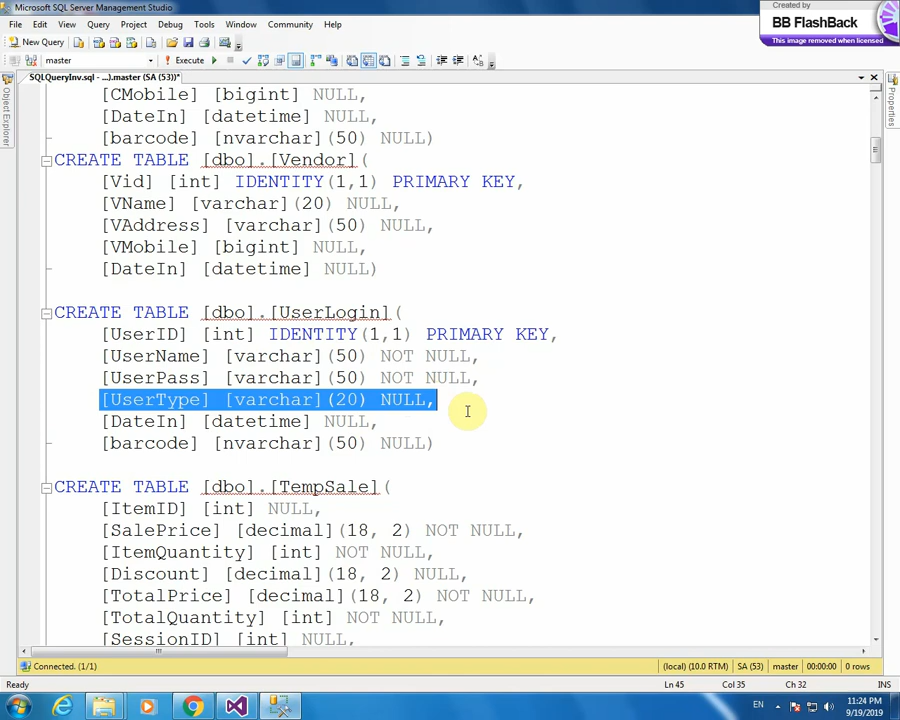 Microsoft SQL Server Management Studio
Created by
BB FlashBack
This image removed when licensed
File Edit View Query Project Debug Tools Window Community Help
New Query
master Execute
SQLQueryInv.sql - ...).master (SA (53))*
Object Explorer
Properties
[CMobile] [bigint] NULL,
[DateIn] [datetime] NULL,
[barcode] [nvarchar](50) NULL)
CREATE TABLE [dbo].[Vendor](
[Vid] [int] IDENTITY(1,1) PRIMARY KEY,
[VName] [varchar](20) NULL,
[VAddress] [varchar](50) NULL,
[VMobile] [bigint] NULL,
[DateIn] [datetime] NULL)
CREATE TABLE [dbo].[UserLogin](
[UserID] [int] IDENTITY(1,1) PRIMARY KEY,
[UserName] [varchar](50) NOT NULL,
[UserPass] [varchar](50) NOT NULL,
[UserType] [varchar](20) NULL,
[DateIn] [datetime] NULL,
[barcode] [nvarchar](50) NULL)
CREATE TABLE [dbo].[TempSale](
[ItemID] [int] NULL,
[SalePrice] [decimal](18, 2) NOT NULL,
[ItemQuantity] [int] NOT NULL,
[Discount] [decimal](18, 2) NULL,
[TotalPrice] [decimal](18, 2) NOT NULL,
[TotalQuantity] [int] NOT NULL,
[SessionID] [int] NULL,
Connected. (1/1) (local) (10.0 RTM) SA (53) master 00:00:00 0 rows
Ready Ln 45 Col 35 Ch 32 INS
EN 11:24 PM
9/19/2019